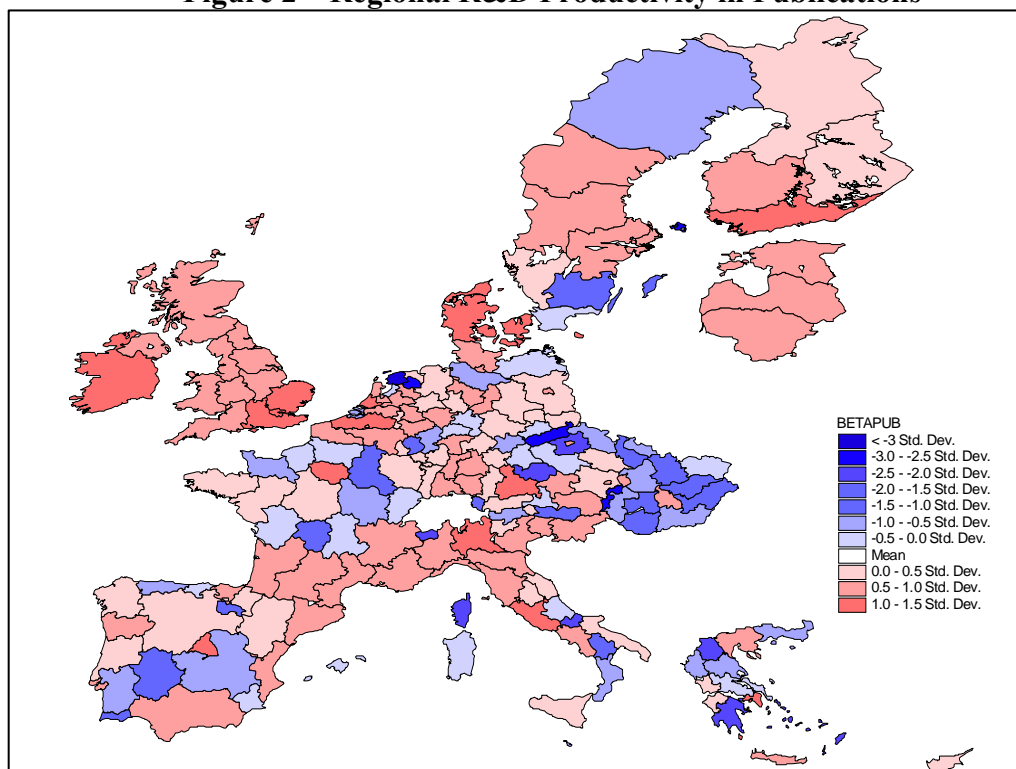 Figure 2 – Regional R&D Productivity in Publications
BETAPUB
< -3 Std. Dev.
-3.0 - -2.5 Std. Dev.
-2.5 - -2.0 Std. Dev.
-2.0 - -1.5 Std. Dev.
-1.5 - -1.0 Std. Dev.
-1.0 - -0.5 Std. Dev.
-0.5 - 0.0 Std. Dev.
Mean
0.0 - 0.5 Std. Dev.
0.5 - 1.0 Std. Dev.
1.0 - 1.5 Std. Dev.